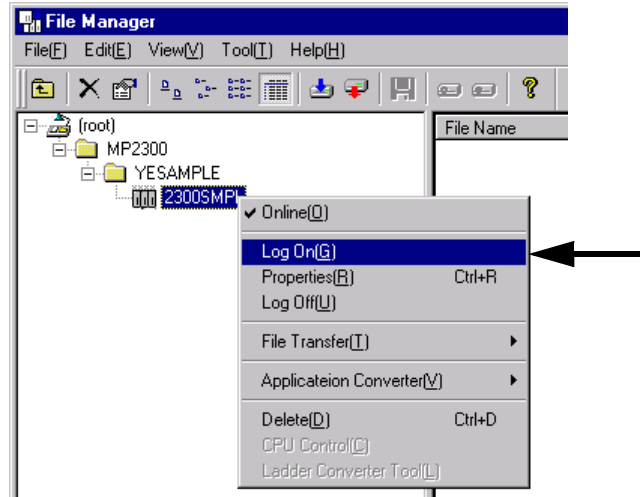 File Manager
File(F) Edit(E) View(V) Tool(T) Help(H)
(root)
File Name
MP2300
YESAMPLE
2300SMPL
Online(O)
Log On(G)
Properties(R) Ctrl+R
Log Off(U)
File Transfer(T)
Applicateion Converter(V)
Delete(D) Ctrl+D
CPU Control(C)
Ladder Converter Tool(L)